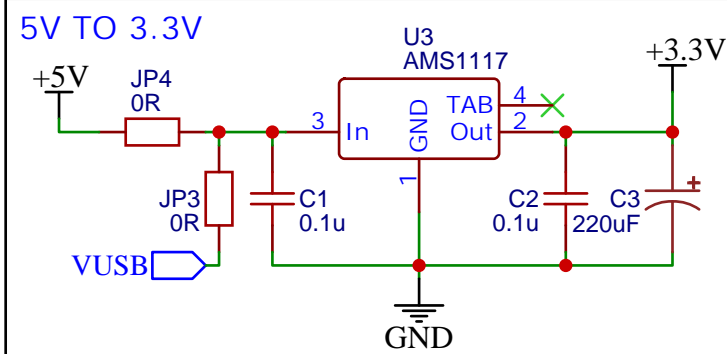 5V TO 3.3V
U3
AMS1117
+5V
JP4
0R
+3.3V
3
In
GND
TAB
4
Out
2
1
JP3
0R
C1
0.1u
C2
0.1u
C3
220uF
+
VUSB
GND